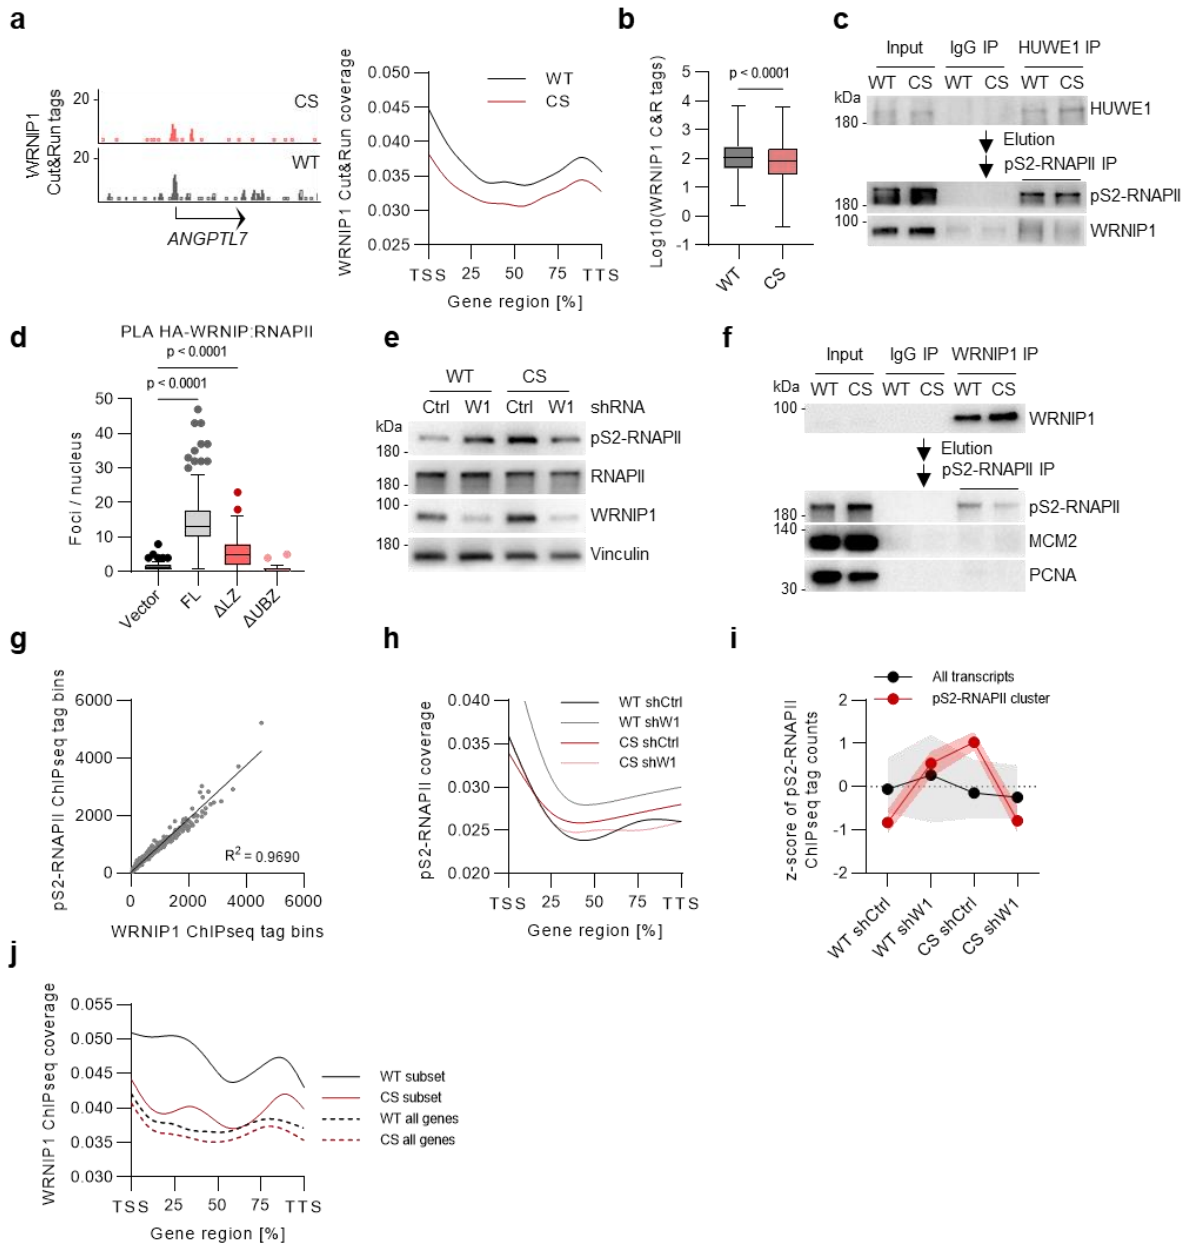 a
WRNIP1
Cut&Run tags
20
CS
20
WT
ANGPTL7
WRNIP1 Cut&Run coverage
0.050
0.045
0.040
0.035
0.030
0.025
WT
CS
TSS 25 50 75 TTS
Gene region [%]
b
Log10(WRNIP1 C&R tags)
5
4
3
2
1
0
-1
p < 0.0001
WT
CS
c
Input IgG IP HUWE1 IP
WT CS WT CS WT CS
kDa
180
HUWE1
Elution
pS2-RNAPII IP
180
pS2-RNAPII
100
WRNIP1
d
PLA HA-WRNIP:RNAPII
p < 0.0001
p < 0.0001
Foci / nucleus
50
40
30
20
10
0
Vector
FL
ΔLZ
ΔUBZ
e
WT CS
Ctrl W1 Ctrl W1 shRNA
kDa
180
pS2-RNAPII
180
RNAPII
100
WRNIP1
180
Vinculin
f
Input IgG IP WRNIP1 IP
WT CS WT CS WT CS
kDa
100
WRNIP1
Elution
pS2-RNAPII IP
180
pS2-RNAPII
140
MCM2
30
PCNA
g
pS2-RNAPII ChIPseq tag bins
6000
4000
2000
0
R² = 0.9690
0 2000 4000 6000
WRNIP1 ChIPseq tag bins
h
pS2-RNAPII coverage
0.040
0.035
0.030
0.025
0.020
WT shCtrl
WT shW1
CS shCtrl
CS shW1
TSS 25 50 75 TTS
Gene region [%]
i
All transcripts
pS2-RNAPII cluster
z-score of pS2-RNAPII
ChIPseq tag counts
2
1
0
-1
-2
WT shCtrl
WT shW1
CS shCtrl
CS shW1
j
WRNIP1 ChIPseq coverage
0.055
0.050
0.045
0.040
0.035
0.030
WT subset
CS subset
WT all genes
CS all genes
TSS 25 50 75 TTS
Gene region [%]